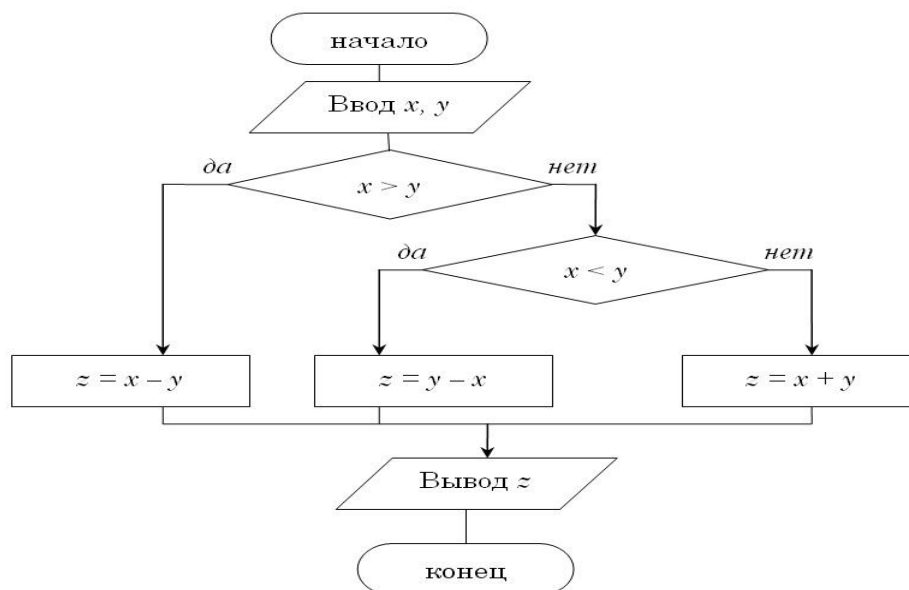 начало
Ввод x, y
да
нет
x > y
да
нет
x < y
z = x – y
z = y – x
z = x + y
Вывод z
конец